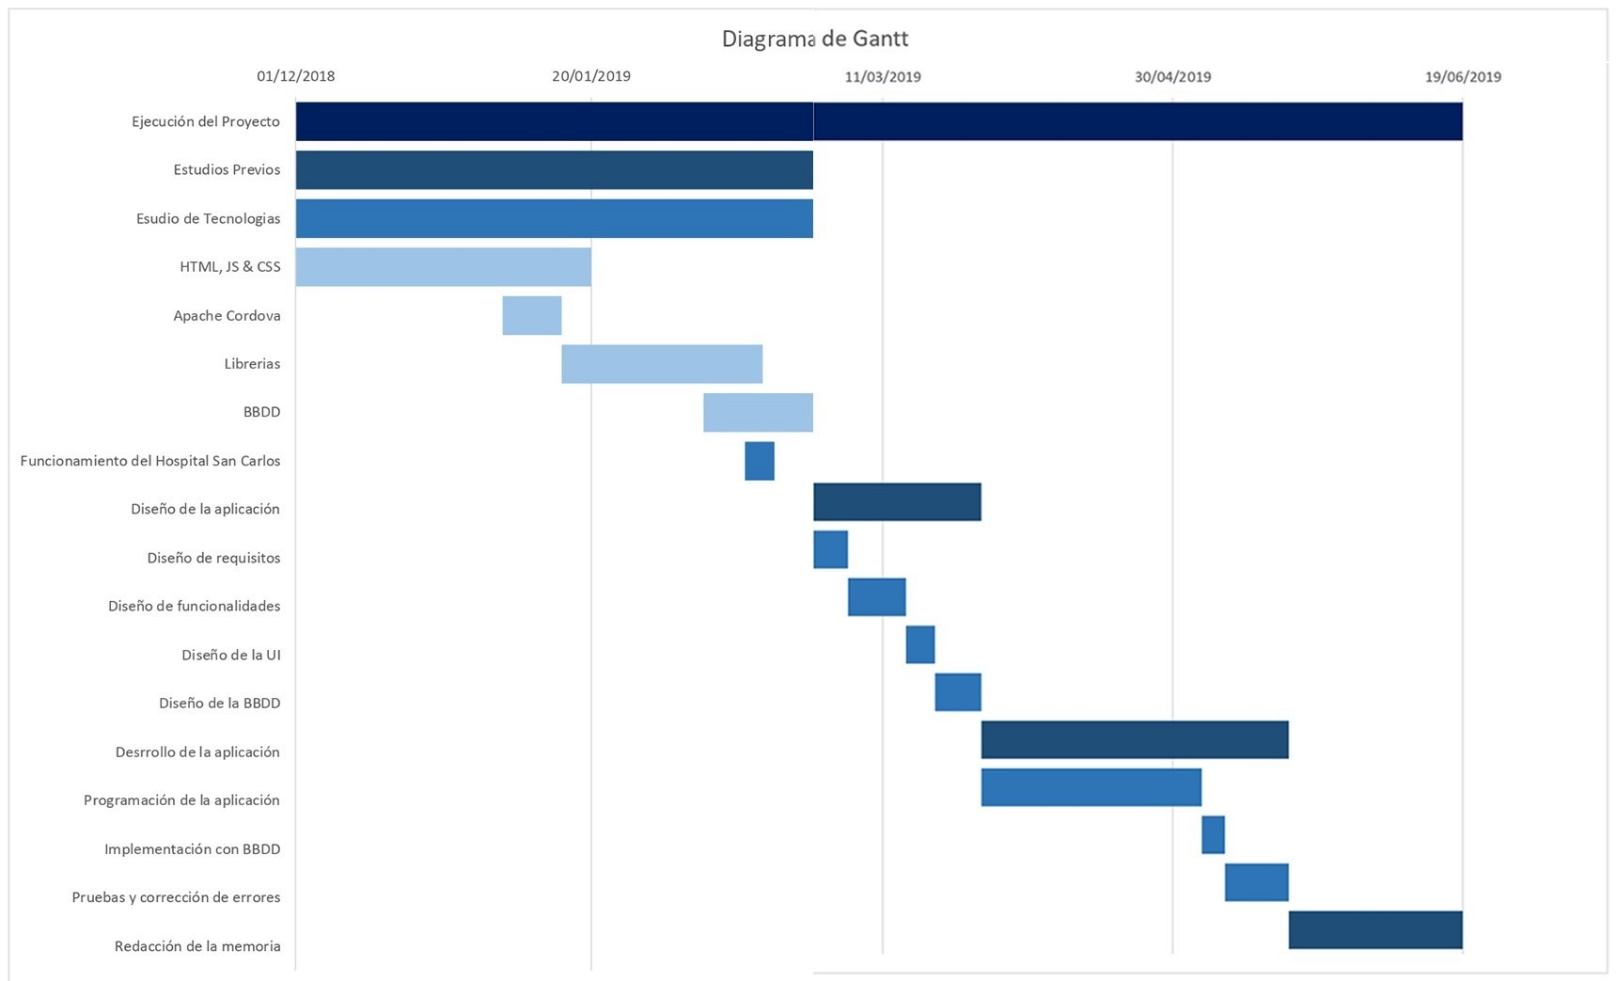 Diagrama de Gantt
01/12/2018 20/01/2019 11/03/2019 30/04/2019 19/06/2019
Ejecución del Proyecto
Estudios Previos
Esudio de Tecnologias
HTML, JS & CSS
Apache Cordova
Librerias
BBDD
Funcionamiento del Hospital San Carlos
Diseño de la aplicación
Diseño de requisitos
Diseño de funcionalidades
Diseño de la UI
Diseño de la BBDD
Desrrollo de la aplicación
Programación de la aplicación
Implementación con BBDD
Pruebas y corrección de errores
Redacción de la memoria